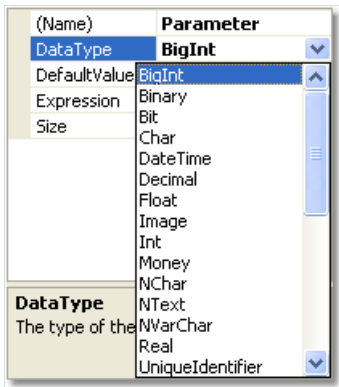 (Name) Parameter
DataType BigInt
DefaultValue BigInt
Expression Binary
Size Bit
Char
DateTime
Decimal
Float
Image
Int
Money
NChar
NText
NVarChar
Real
UniqueIdentifier
DataType
The type of the